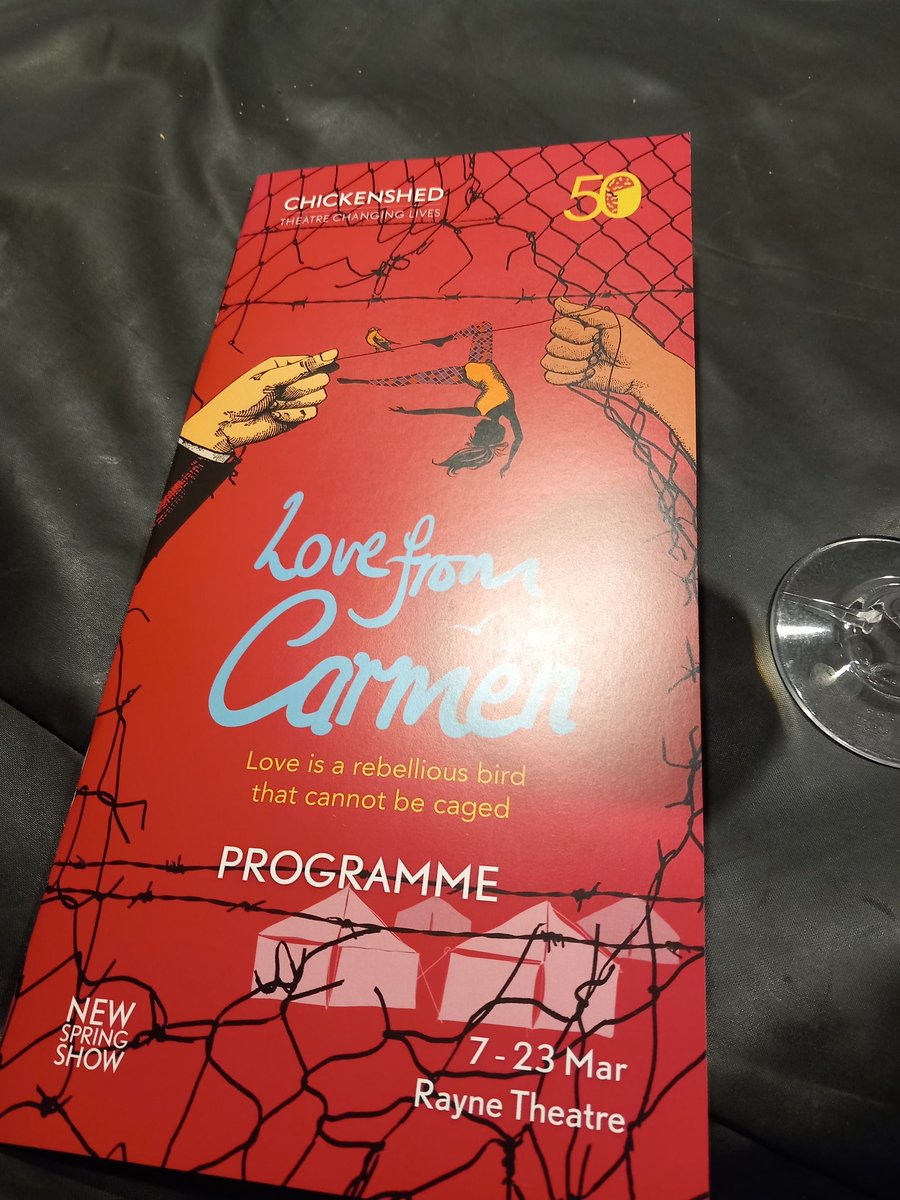 CHICKENSHED
THEATRE CHANGING LIVES
50
Love from
Carmen
Love is a rebellious bird
that cannot be caged
PROGRAMME
NEW
SPRING
SHOW
7 - 23 Mar
Rayne Theatre